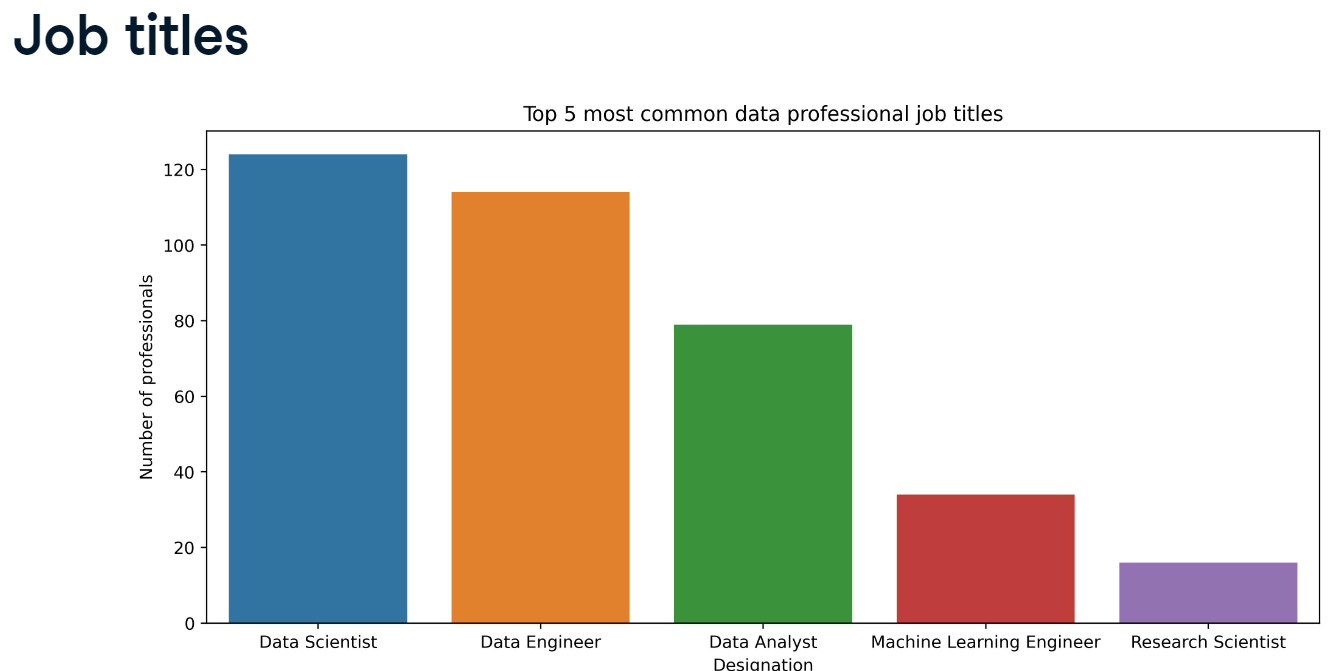 Job titles
Top 5 most common data professional job titles
120
100
80
60
40
20
0
Number of professionals
Data Scientist Data Engineer Data Analyst Machine Learning Engineer Research Scientist
Designation